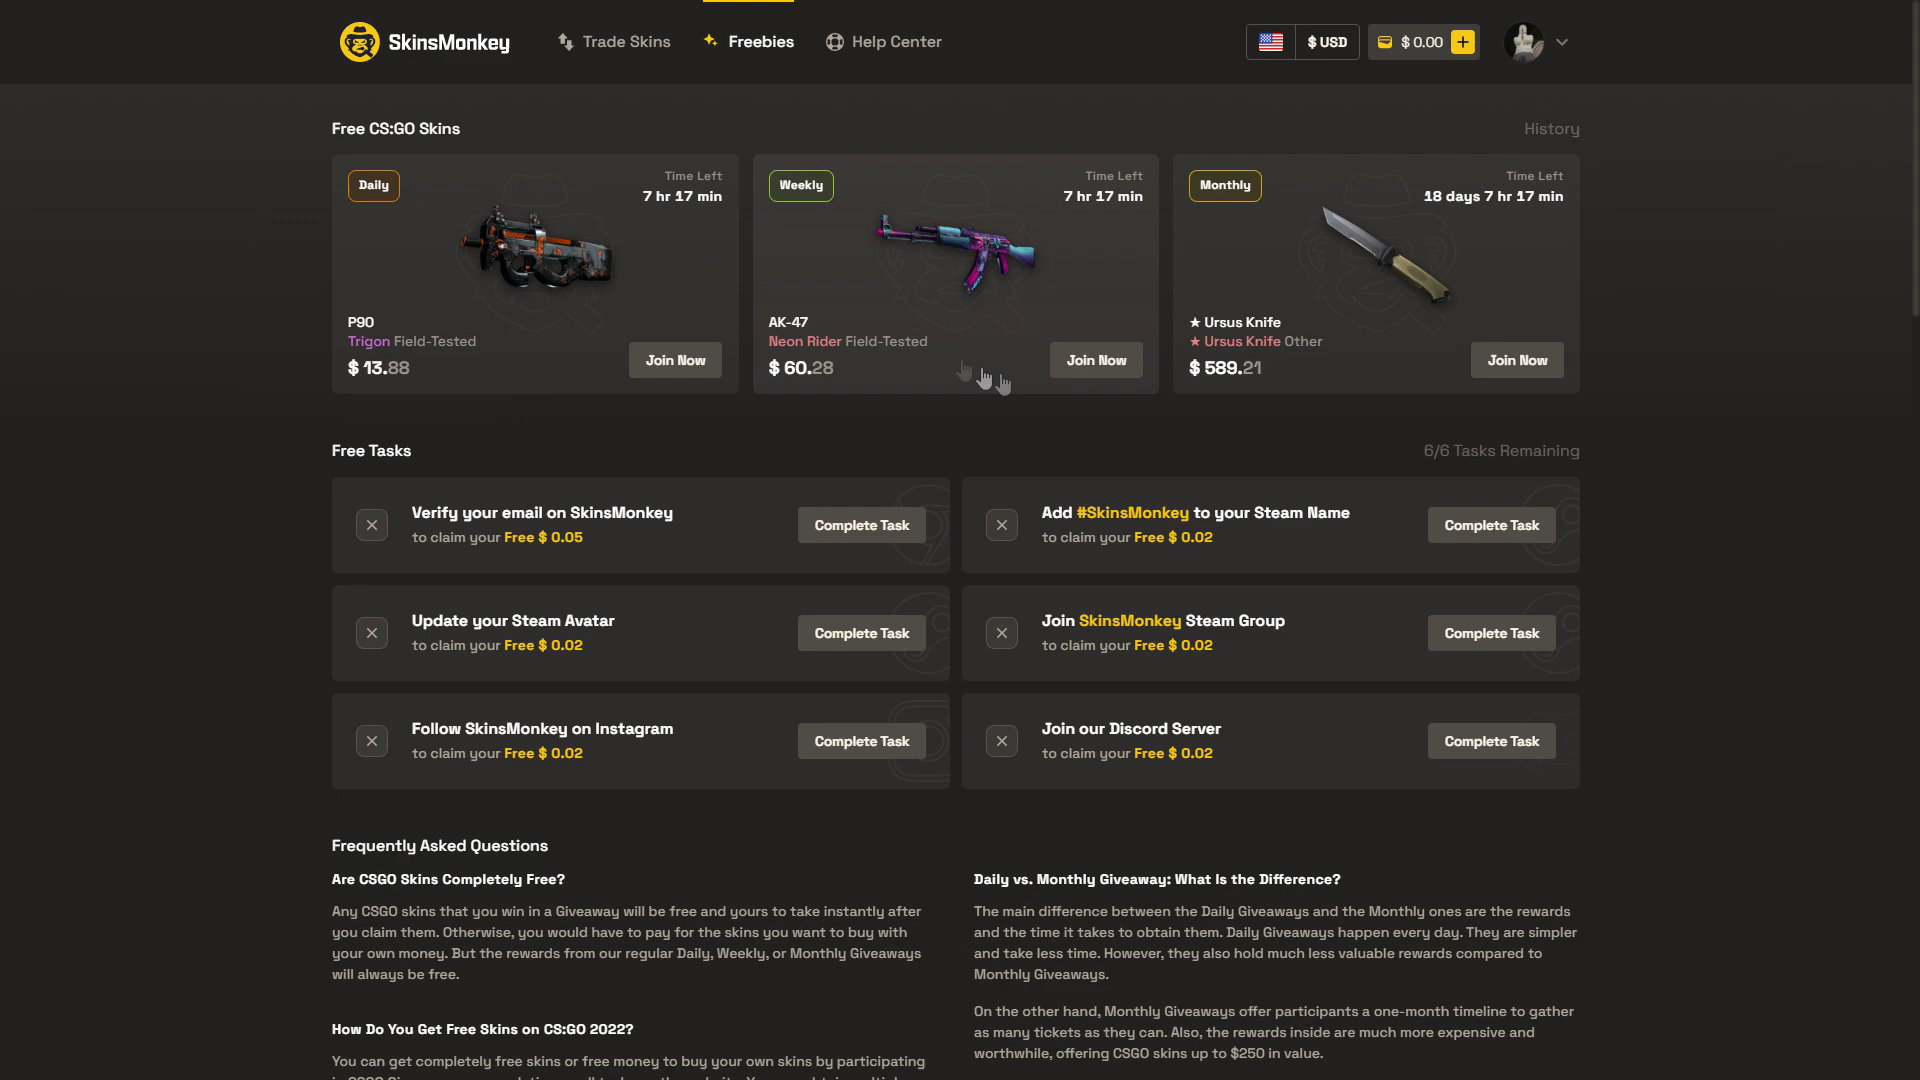 SkinsMonkey
Trade Skins
Freebies
Help Center
$ USD
$ 0.00
Free CS:GO Skins
History
Daily
Time Left
7 hr 17 min
P90
Trigon Field-Tested
$ 13.88
Join Now
Weekly
Time Left
7 hr 17 min
AK-47
Neon Rider Field-Tested
$ 60.28
Join Now
Monthly
Time Left
18 days 7 hr 17 min
★ Ursus Knife
★ Ursus Knife Other
$ 589.21
Join Now
Free Tasks
6/6 Tasks Remaining
Verify your email on SkinsMonkey
to claim your Free $ 0.05
Complete Task
Add #SkinsMonkey to your Steam Name
to claim your Free $ 0.02
Complete Task
Update your Steam Avatar
to claim your Free $ 0.02
Complete Task
Join SkinsMonkey Steam Group
to claim your Free $ 0.02
Complete Task
Follow SkinsMonkey on Instagram
to claim your Free $ 0.02
Complete Task
Join our Discord Server
to claim your Free $ 0.02
Complete Task
Frequently Asked Questions
Are CSGO Skins Completely Free?
Any CSGO skins that you win in a Giveaway will be free and yours to take instantly after
you claim them. Otherwise, you would have to pay for the skins you want to buy with
your own money. But the rewards from our regular Daily, Weekly, or Monthly Giveaways
will always be free.
How Do You Get Free Skins on CS:GO 2022?
You can get completely free skins or free money to buy your own skins by participating
Daily vs. Monthly Giveaway: What Is the Difference?
The main difference between the Daily Giveaways and the Monthly ones are the rewards
and the time it takes to obtain them. Daily Giveaways happen every day. They are simpler
and take less time. However, they also hold much less valuable rewards compared to
Monthly Giveaways.
On the other hand, Monthly Giveaways offer participants a one-month timeline to gather
as many tickets as they can. Also, the rewards inside are much more expensive and
worthwhile, offering CSGO skins up to $250 in value.